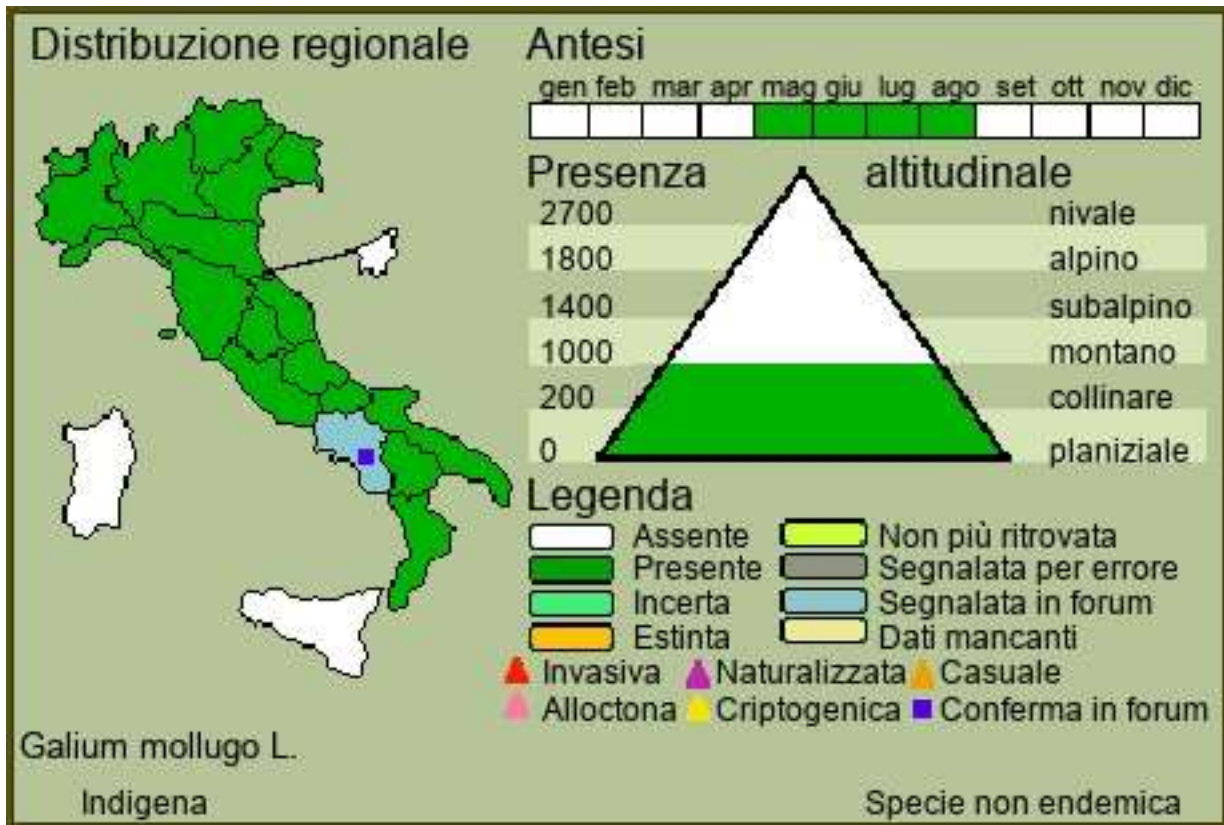 Distribuzione regionale
Antesi
gen feb mar apr mag giu lug ago set ott nov dic
Presenza altitudinale
2700 nivale
1800 alpino
1400 subalpino
1000 montano
200 collinare
0 planiziale
Legenda
Assente Non più ritrovata
Presente Segnalata per errore
Incerta Segnalata in forum
Estinta Dati mancanti
Invasiva Naturalizzata Casuale
Alloctona Criptogenica Conferma in forum
Galium mollugo L.
Indigena Specie non endemica